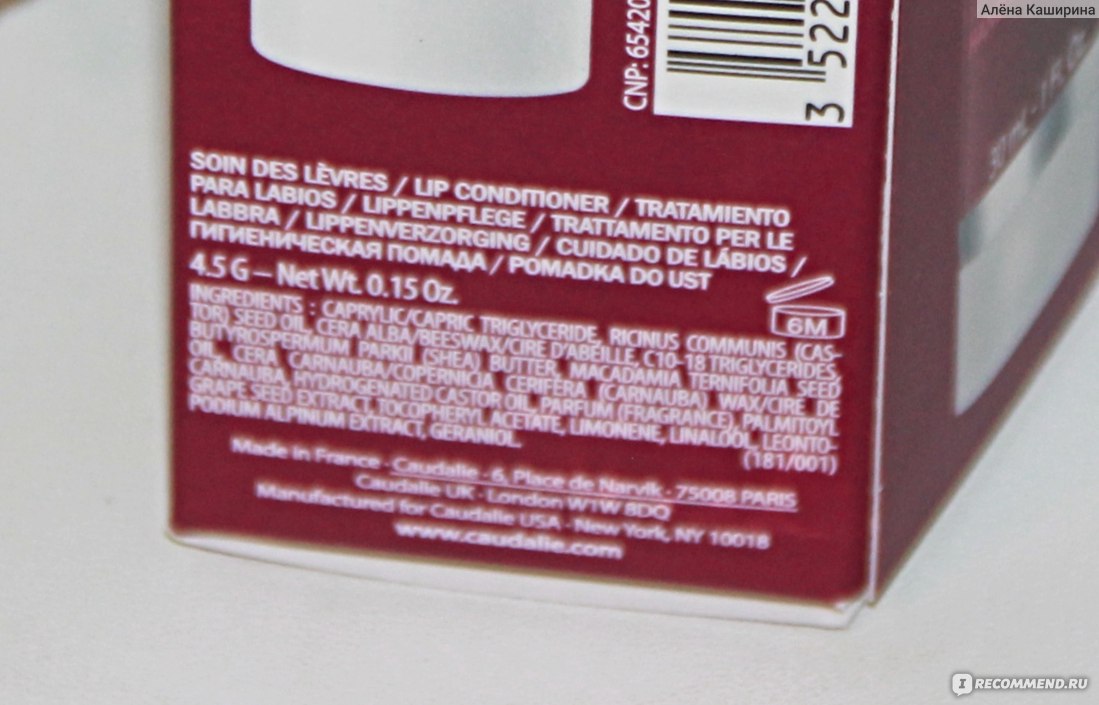 Алёна Каширина
CNP: 65420
3 522
30 mL - 1 Fl. Oz.
SOIN DES LÈVRES / LIP CONDITIONER / TRATAMIENTO
PARA LABIOS / LIPPENPFLEGE / TRATTAMENTO PER LE
LABBRA / LIPPENVERZORGING / CUIDADO DE LÁBIOS /
ГИГИЕНИЧЕСКАЯ ПОМАДА / POMADKA DO UST
4.5 G – Net Wt. 0.15 Oz.
6M
INGREDIENTS : CAPRYLIC/CAPRIC TRIGLYCERIDE, RICINUS COMMUNIS (CAS-
TOR) SEED OIL, CERA ALBA/BEESWAX/CIRE D'ABEILLE, C10-18 TRIGLYCERIDES,
BUTYROSPERMUM PARKII (SHEA) BUTTER, MACADAMIA TERNIFOLIA SEED
OIL, CERA CARNAUBA/COPERNICIA CERIFERA (CARNAUBA) WAX/CIRE DE
CARNAUBA, HYDROGENATED CASTOR OIL, PARFUM (FRAGRANCE), PALMITOYL
GRAPE SEED EXTRACT, TOCOPHERYL ACETATE, LIMONENE, LINALOOL, LEONTO-
PODIUM ALPINUM EXTRACT, GERANIOL.
(181/001)
Made in France · Caudalie · 6, Place de Narvik · 75008 PARIS
Caudalie UK · London W1W 8DQ
Manufactured for Caudalie USA · New York, NY 10018
www.caudalie.com
IRECOMMEND.RU